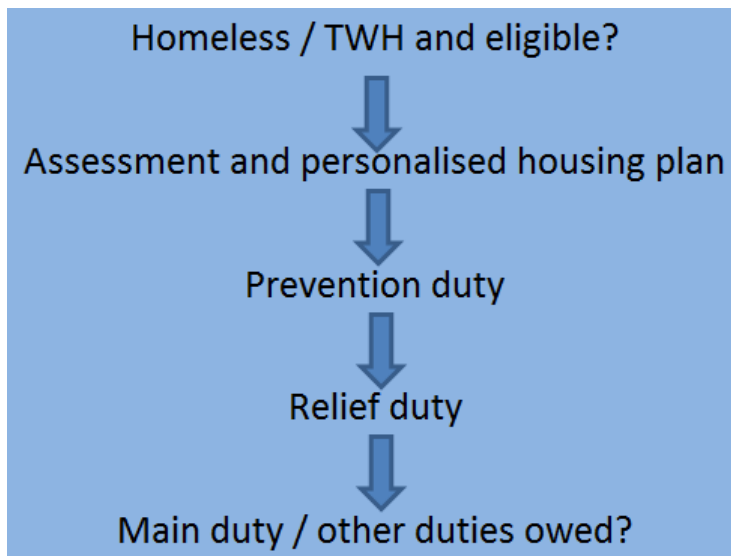 Homeless / TWH and eligible?
Assessment and personalised housing plan
Prevention duty
Relief duty
Main duty / other duties owed?